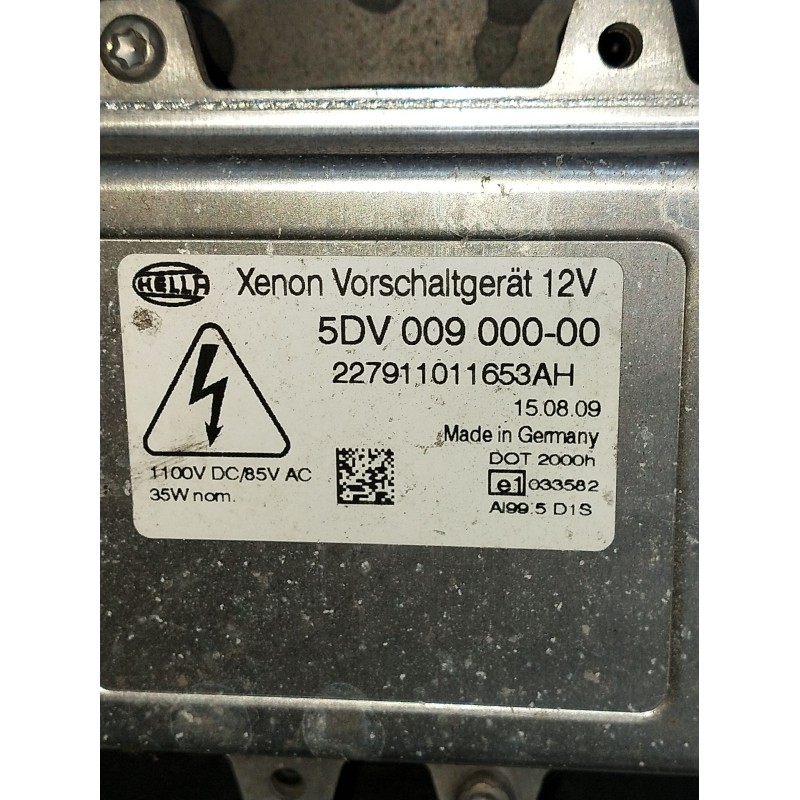 HELLA Xenon Vorschaltgerät 12V
5DV 009 000-00
227911011653AH
15.08.09
Made in Germany
DOT 2000h
1100V DC/85V AC
e1 033582
35W nom.
Al99.5 D1S